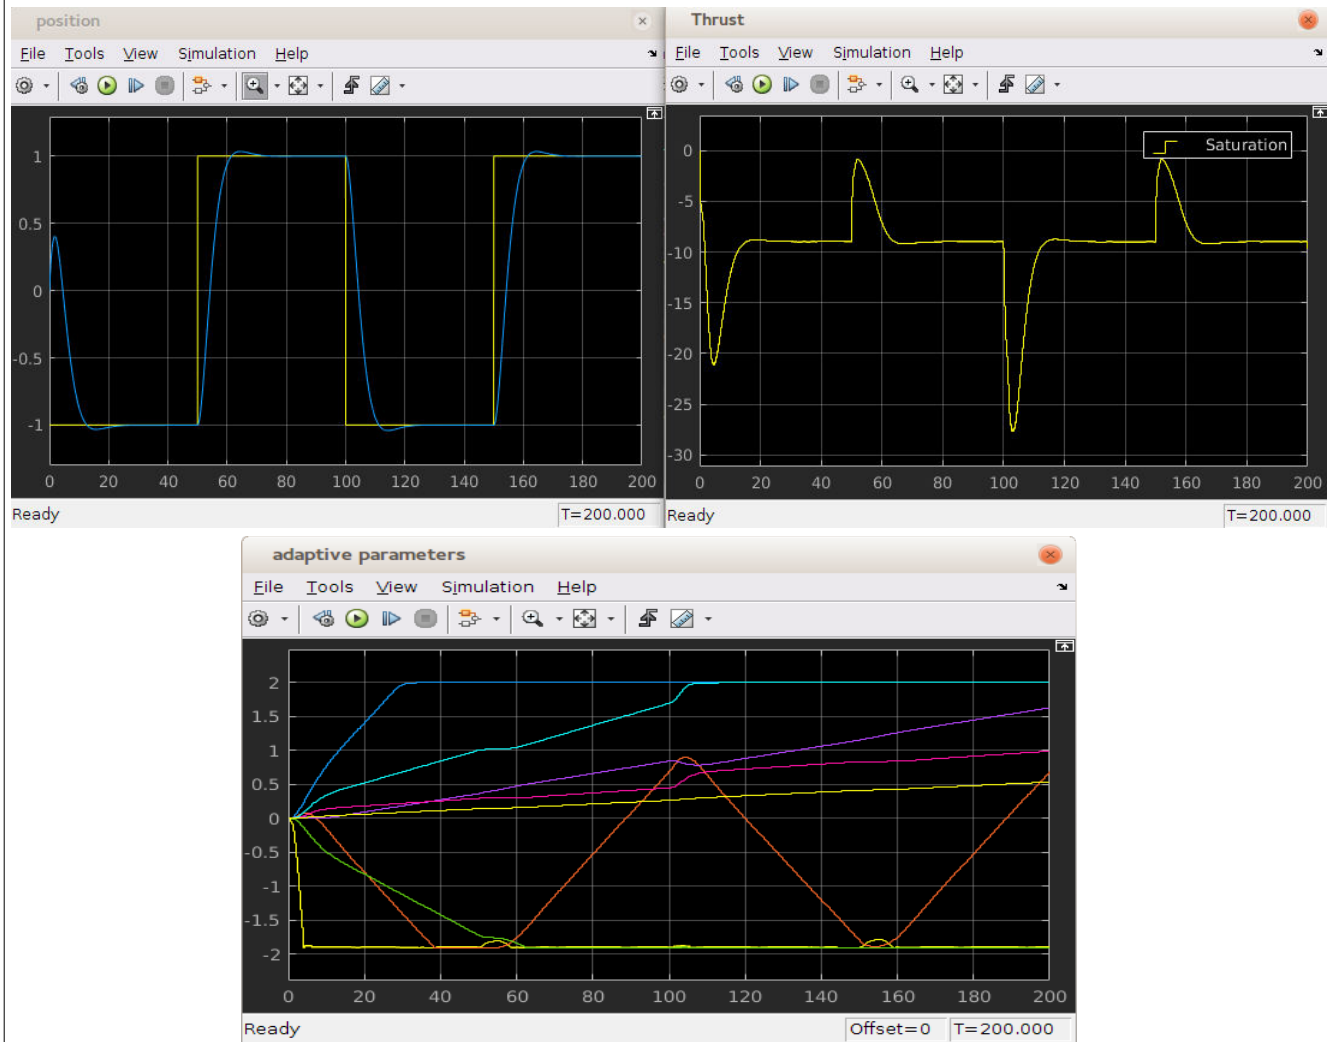 position
File Tools View Simulation Help
1
0.5
0
-0.5
-1
0 20 40 60 80 100 120 140 160 180 200
Ready T=200.000
Thrust
File Tools View Simulation Help
Saturation
0
-5
-10
-15
-20
-25
-30
0 20 40 60 80 100 120 140 160 180 200
Ready T=200.000
adaptive parameters
File Tools View Simulation Help
2
1.5
1
0.5
0
-0.5
-1
-1.5
-2
0 20 40 60 80 100 120 140 160 180 200
Ready Offset=0 T=200.000